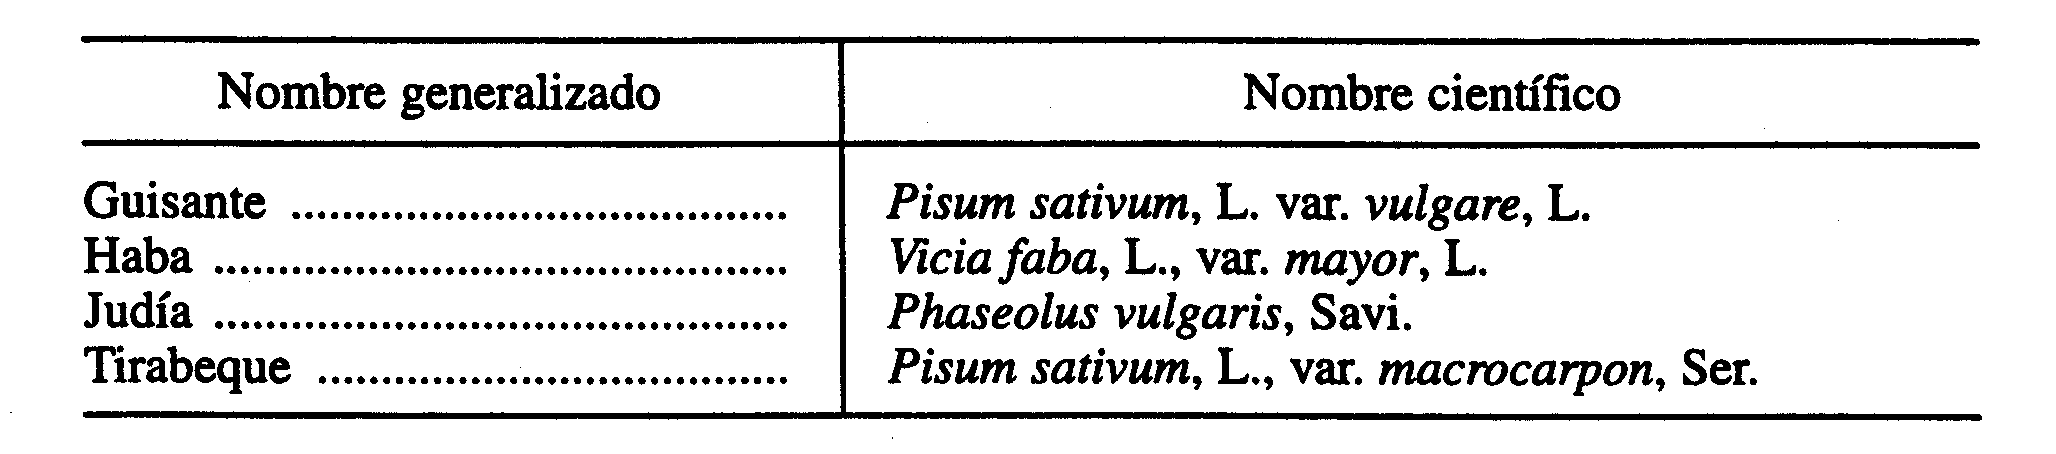 Nombre generalizado Nombre científico
Guisante ....................................... Pisum sativum, L. var. vulgare, L.
Haba ............................................. Vicia faba, L., var. mayor, L.
Judía ............................................. Phaseolus vulgaris, Savi.
Tirabeque ..................................... Pisum sativum, L., var. macrocarpon, Ser.